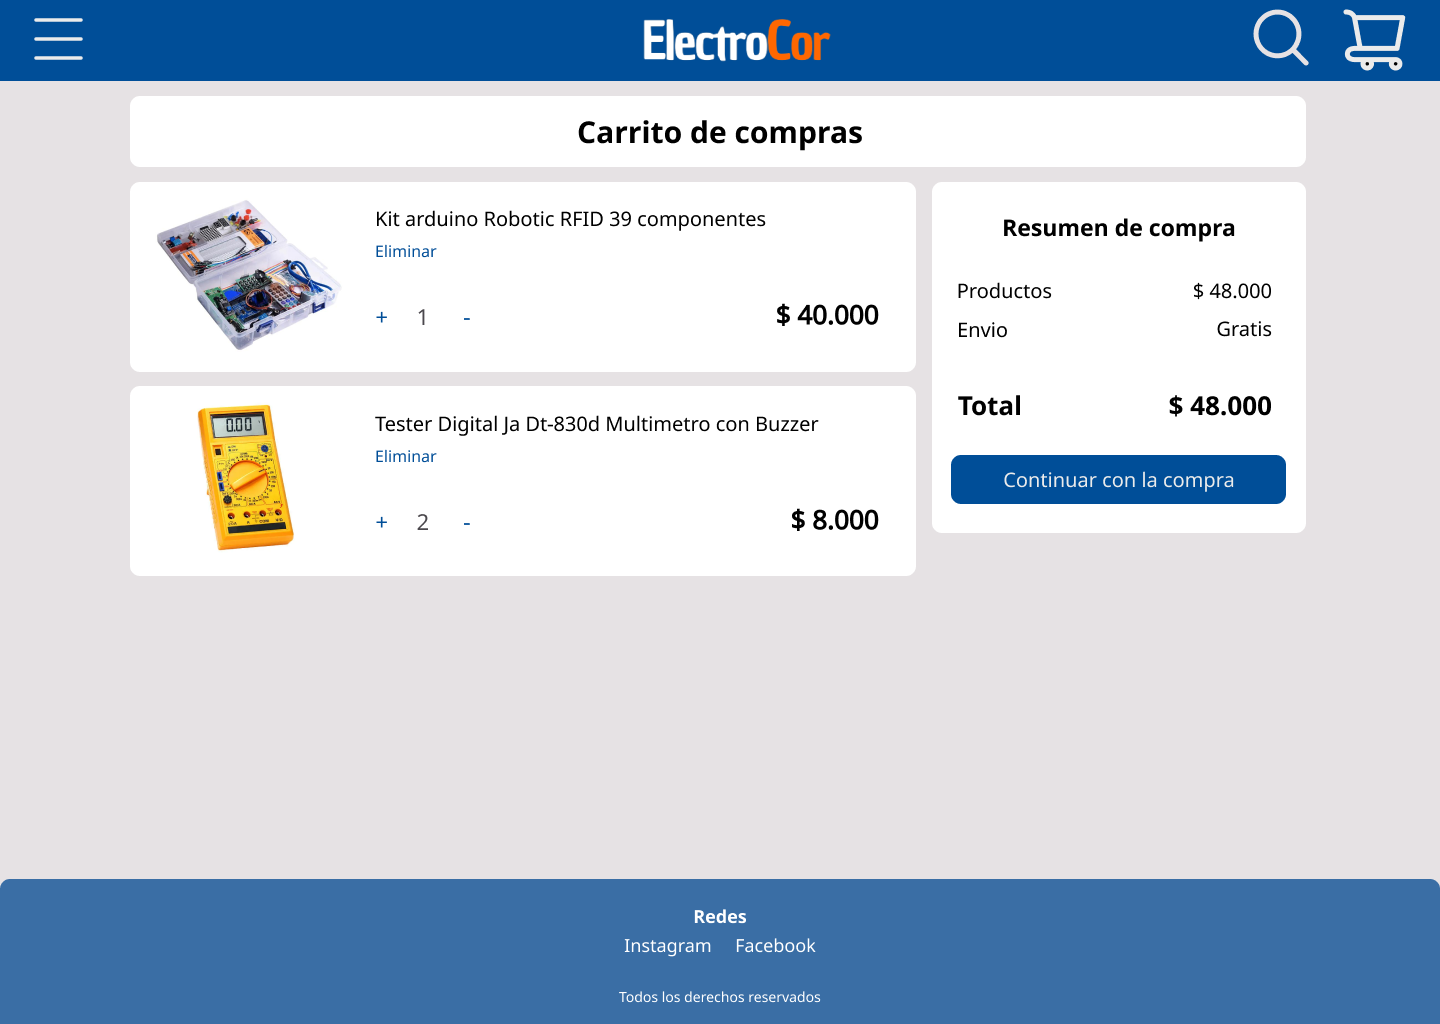 ElectroCor
Carrito de compras
Kit arduino Robotic RFID 39 componentes
Eliminar
+ 1 -
$ 40.000
Tester Digital Ja Dt-830d Multimetro con Buzzer
Eliminar
+ 2 -
$ 8.000
Resumen de compra
Productos $ 48.000
Envio Gratis
Total $ 48.000
Continuar con la compra
0.00
Redes
Instagram Facebook
Todos los derechos reservados